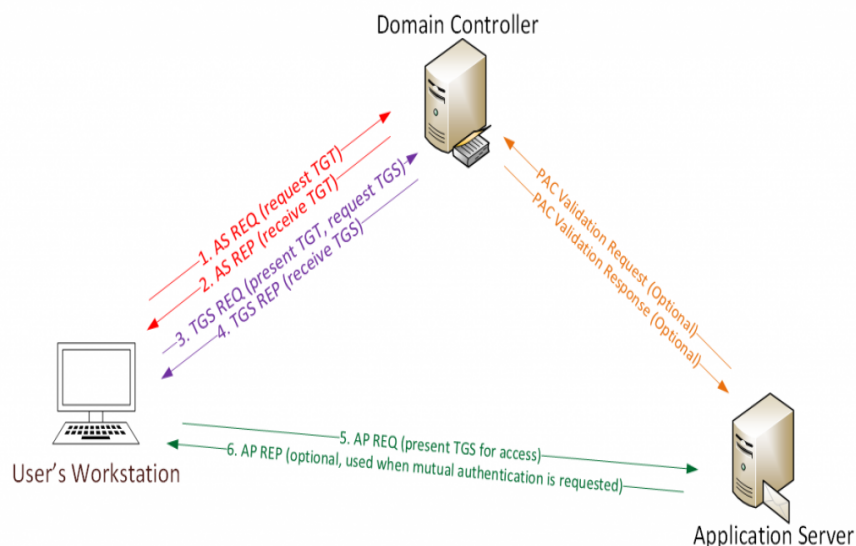 Domain Controller
1. AS REQ (request TGT)
2. AS REP (receive TGT)
3. TGS REQ (present TGT, request TGS)
4. TGS REP (receive TGS)
PAC Validation Request (Optional)
PAC Validation Response (Optional)
5. AP REQ (present TGS for access)
6. AP REP (optional, used when mutual authentication is requested)
User's Workstation
Application Server